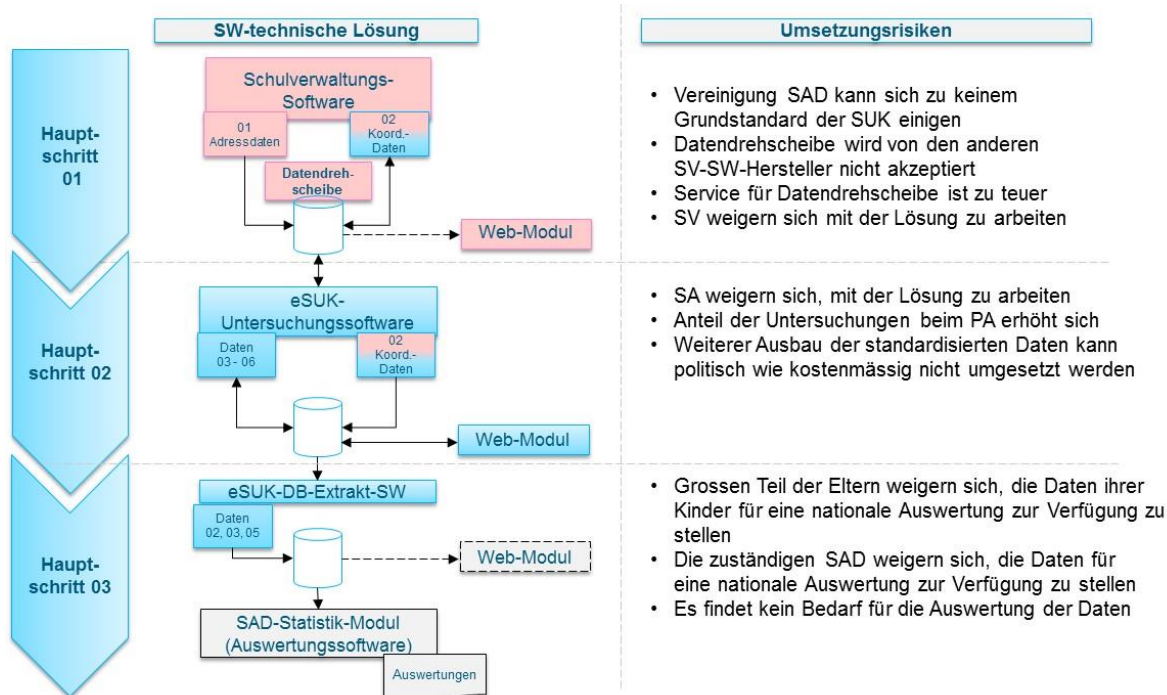 SW-technische Lösung
Umsetzungsrisiken
Haupt-
schritt
01
Schulverwaltungs-
Software
01
Adressdaten
02
Koord.-
Daten
Datendreh-
scheibe
Web-Modul
• Vereinigung SAD kann sich zu keinem
Grundstandard der SUK einigen
• Datendrehscheibe wird von den anderen
SV-SW-Hersteller nicht akzeptiert
• Service für Datendrehscheibe ist zu teuer
• SV weigern sich mit der Lösung zu arbeiten
Haupt-
schritt 02
eSUK-
Untersuchungssoftware
Daten
03 - 06
02
Koord.-
Daten
Web-Modul
• SA weigern sich, mit der Lösung zu arbeiten
• Anteil der Untersuchungen beim PA erhöht sich
• Weiterer Ausbau der standardisierten Daten kann
politisch wie kostenmässig nicht umgesetzt werden
Haupt-
schritt 03
eSUK-DB-Extrakt-SW
Daten
02, 03, 05
Web-Modul
SAD-Statistik-Modul
(Auswertungssoftware)
Auswertungen
• Grossen Teil der Eltern weigern sich, die Daten ihrer
Kinder für eine nationale Auswertung zur Verfügung zu
stellen
• Die zuständigen SAD weigern sich, die Daten für
eine nationale Auswertung zur Verfügung zu stellen
• Es findet kein Bedarf für die Auswertung der Daten